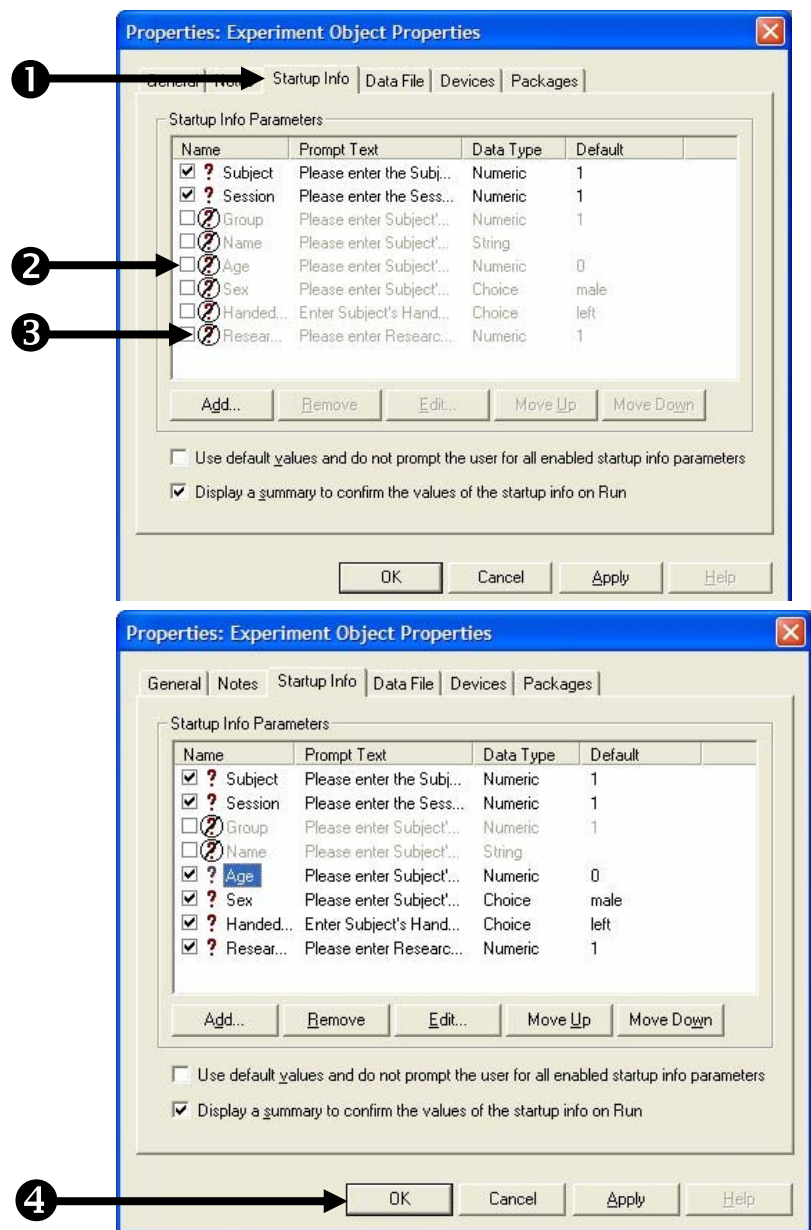 Properties: Experiment Object Properties
❶
General Notes Startup Info Data File Devices Packages
Startup Info Parameters
Name Prompt Text Data Type Default
? Subject Please enter the Subj... Numeric 1
? Session Please enter the Sess... Numeric 1
? Group Please enter Subject'... Numeric 1
? Name Please enter Subject'... String
❷ ? Age Please enter Subject'... Numeric 0
? Sex Please enter Subject'... Choice male
? Handed... Enter Subject's Hand... Choice left
❸ ? Resear... Please enter Researc... Numeric 1
Add... Remove Edit... Move Up Move Down
Use default values and do not prompt the user for all enabled startup info parameters
Display a summary to confirm the values of the startup info on Run
OK Cancel Apply Help
Properties: Experiment Object Properties
General Notes Startup Info Data File Devices Packages
Startup Info Parameters
Name Prompt Text Data Type Default
? Subject Please enter the Subj... Numeric 1
? Session Please enter the Sess... Numeric 1
? Group Please enter Subject'... Numeric 1
? Name Please enter Subject'... String
? Age Please enter Subject'... Numeric 0
? Sex Please enter Subject'... Choice male
? Handed... Enter Subject's Hand... Choice left
? Resear... Please enter Researc... Numeric 1
Add... Remove Edit... Move Up Move Down
Use default values and do not prompt the user for all enabled startup info parameters
Display a summary to confirm the values of the startup info on Run
❹ OK Cancel Apply Help